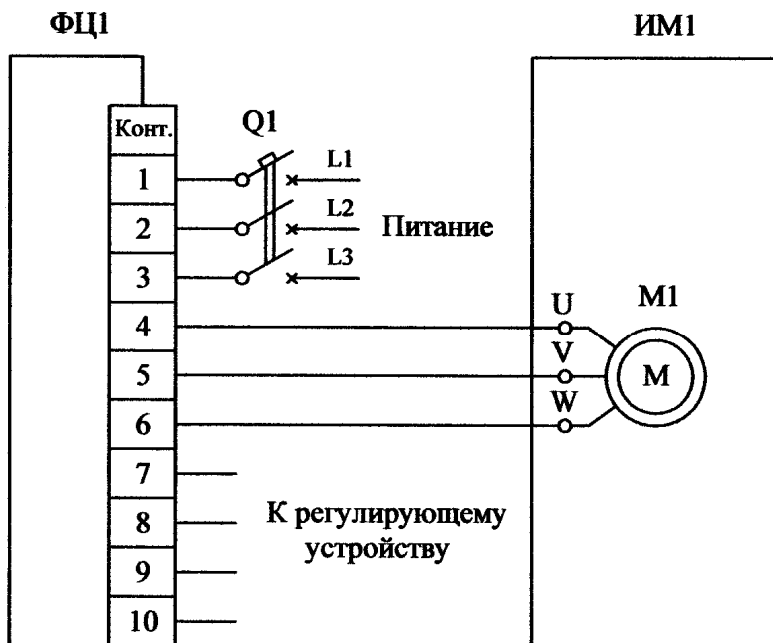 ФЦ1
ИМ1
Конт.
Q1
1
L1
2
L2
Питание
3
L3
4
U
M1
5
V
M
6
W
7
8
К регулирующему
устройству
9
10